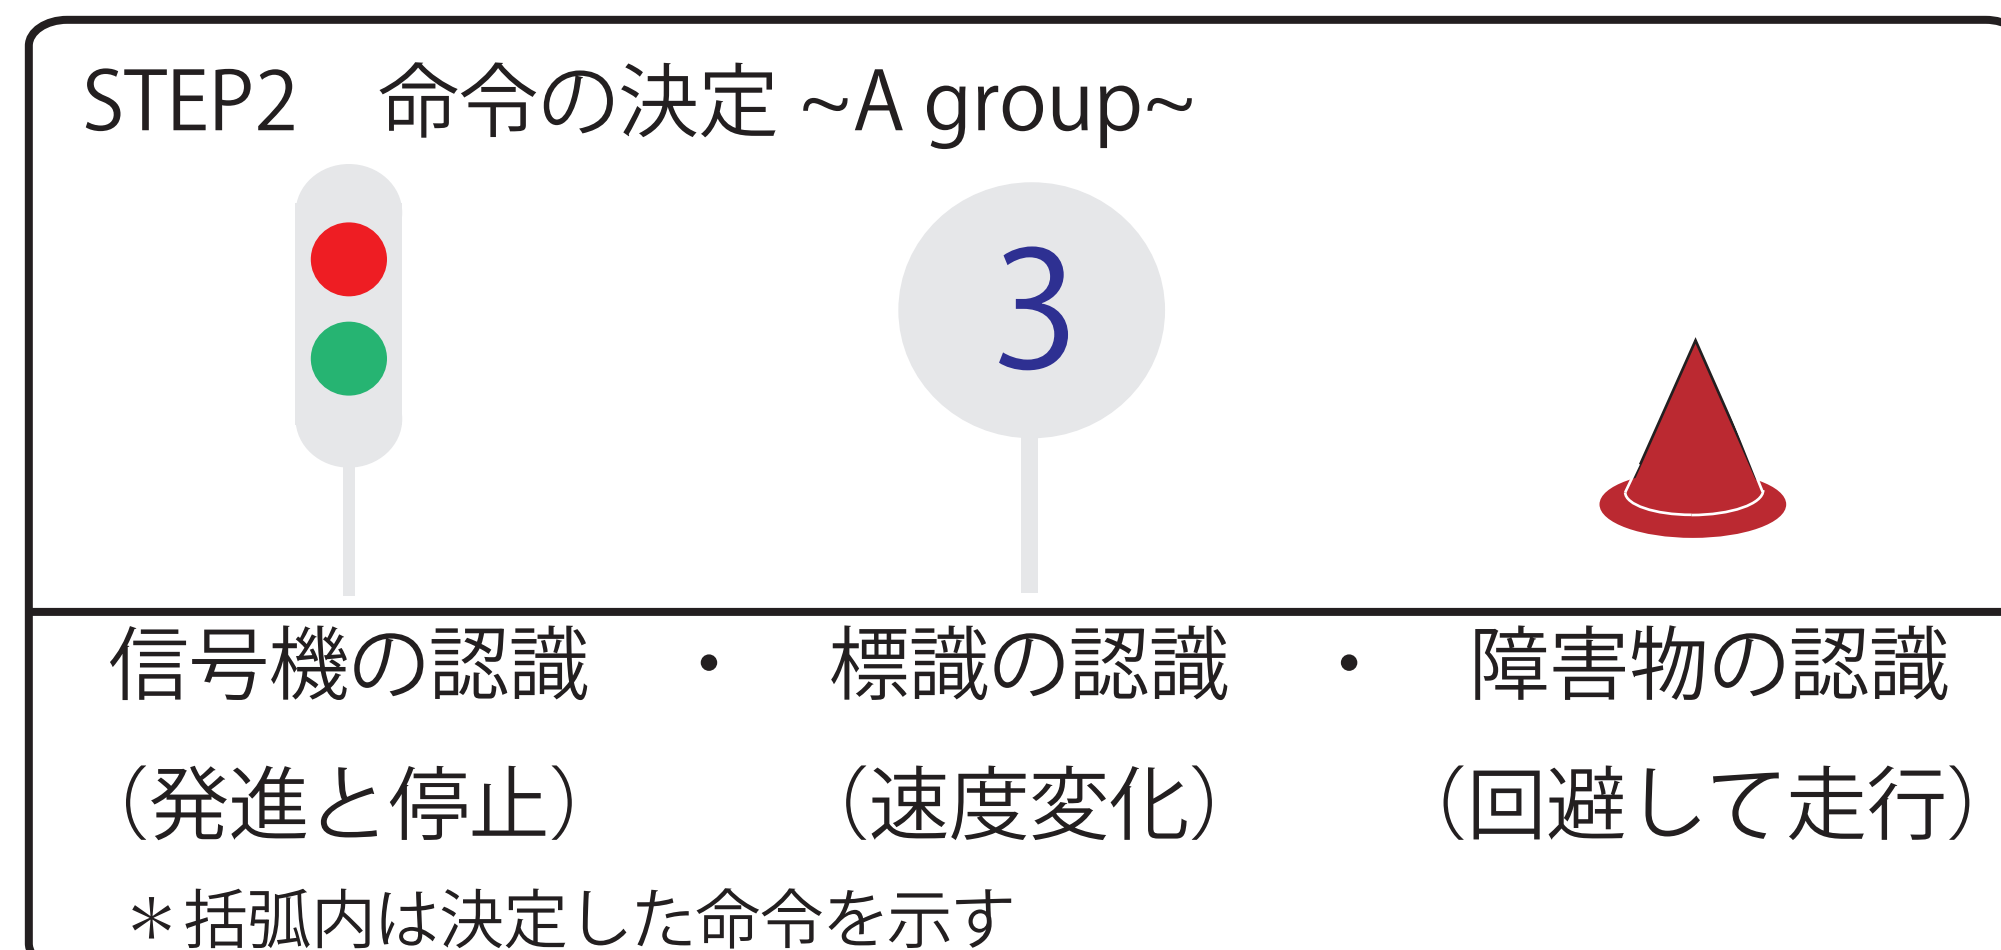 STEP2　命令の決定 ~A group~
3
信号機の認識　・　標識の認識　・　障害物の認識
（発進と停止）　（速度変化）　（回避して走行）
＊括弧内は決定した命令を示す